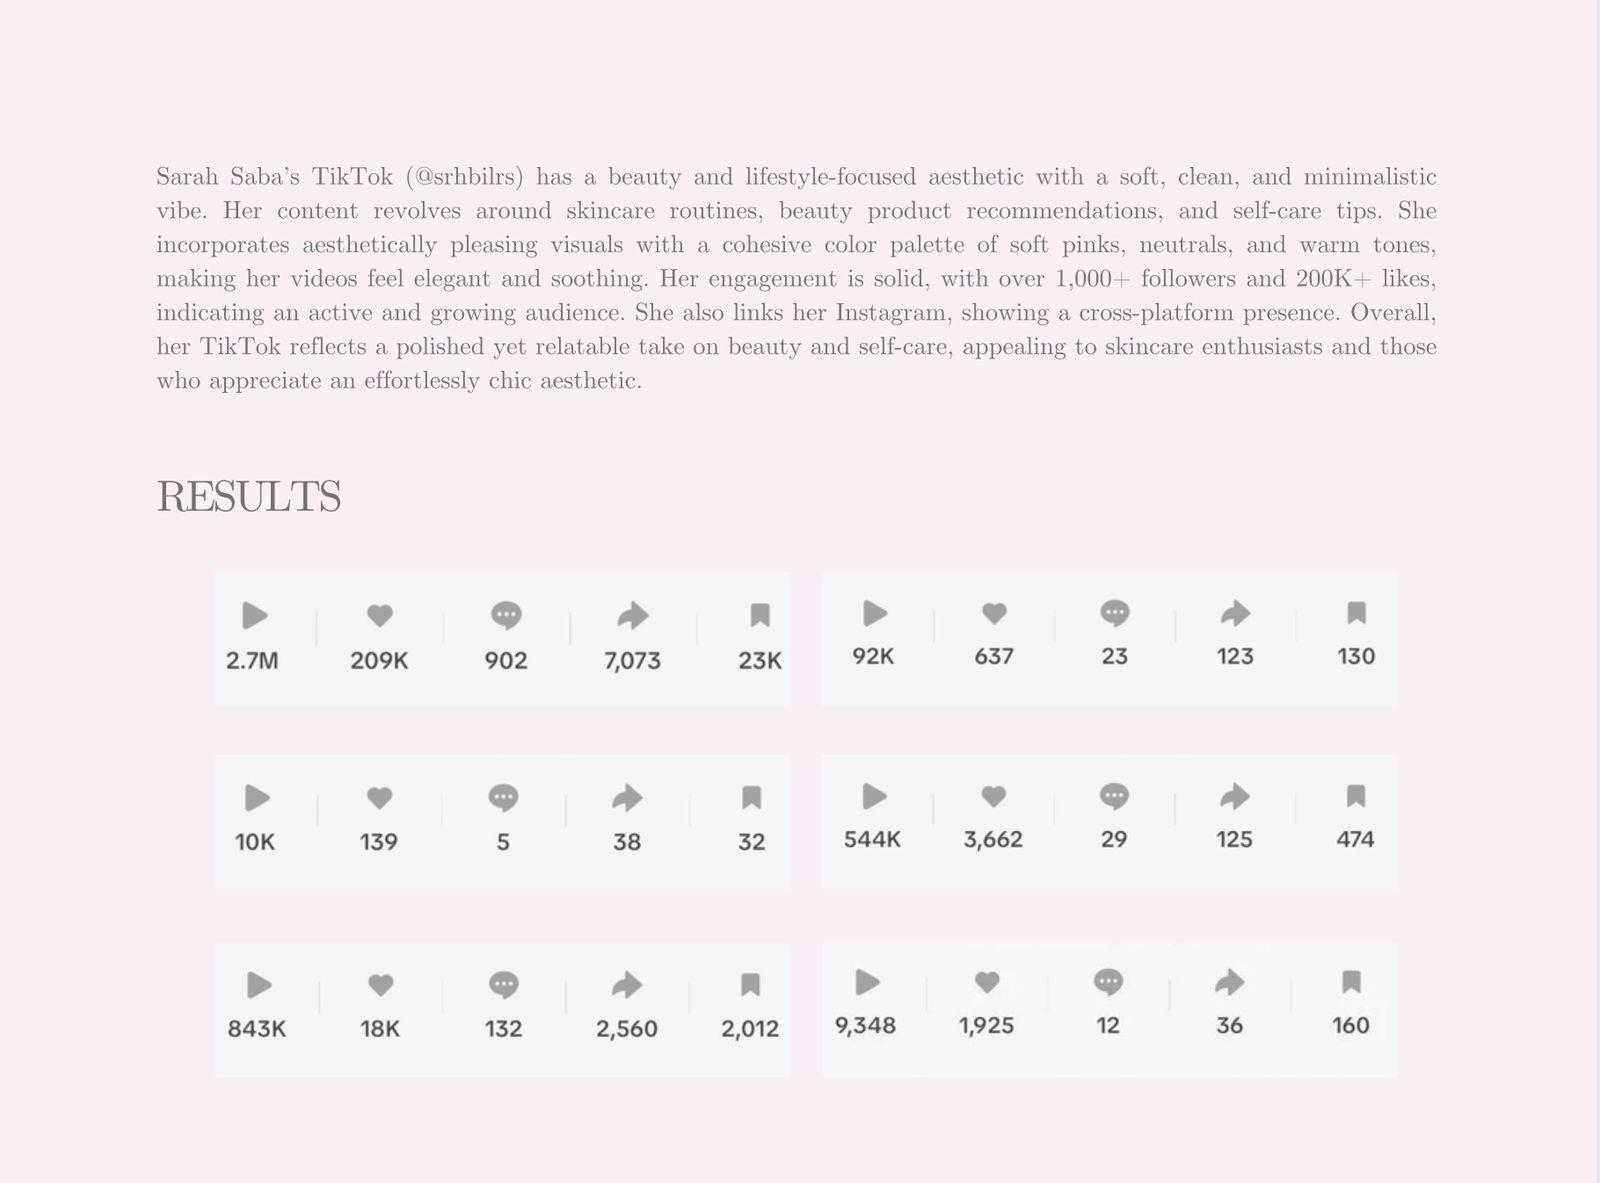 Sarah Saba's TikTok (@srhbilrs) has a beauty and lifestyle-focused aesthetic with a soft, clean, and minimalistic
vibe. Her content revolves around skincare routines, beauty product recommendations, and self-care tips. She
incorporates aesthetically pleasing visuals with a cohesive color palette of soft pinks, neutrals, and warm tones,
making her videos feel elegant and soothing. Her engagement is solid, with over 1,000+ followers and 200K+ likes,
indicating an active and growing audience. She also links her Instagram, showing a cross-platform presence. Overall,
her TikTok reflects a polished yet relatable take on beauty and self-care, appealing to skincare enthusiasts and those
who appreciate an effortlessly chic aesthetic.
RESULTS
2.7M 209K 902 7,073 23K
92K 637 23 123 130
10K 139 5 38 32
544K 3,662 29 125 474
843K 18K 132 2,560 2,012
9,348 1,925 12 36 160